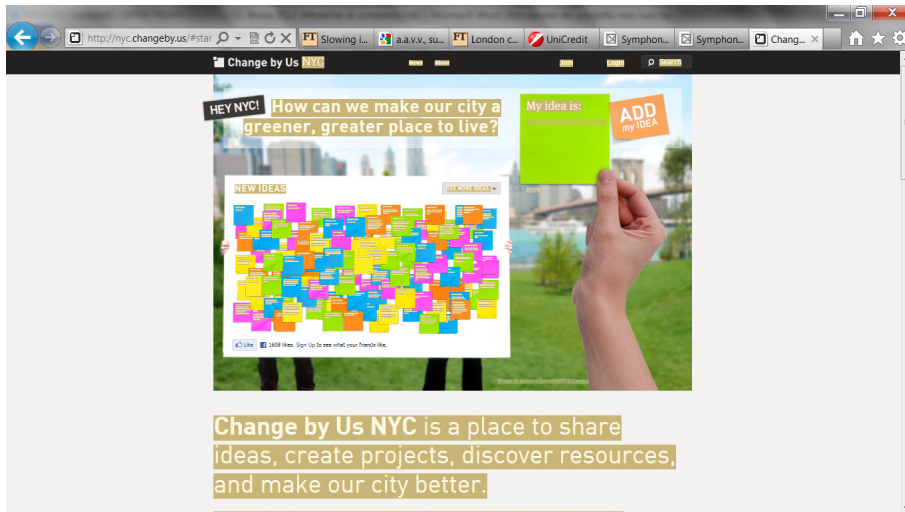 http://nyc.changeby.us/#star
Slowing i...
a.a.v.v., su...
London c...
UniCredit
Symphon...
Symphon...
Chang...
Change by Us NYC
News
About
Join
Login
Search
HEY NYC!
How can we make our city a
greener, greater place to live?
My idea is:
ADD
my IDEA
NEW IDEAS
SEE MORE IDEAS
Like
1608 likes. Sign Up to see what your friends like.
Change by Us NYC is a place to share
ideas, create projects, discover resources,
and make our city better.